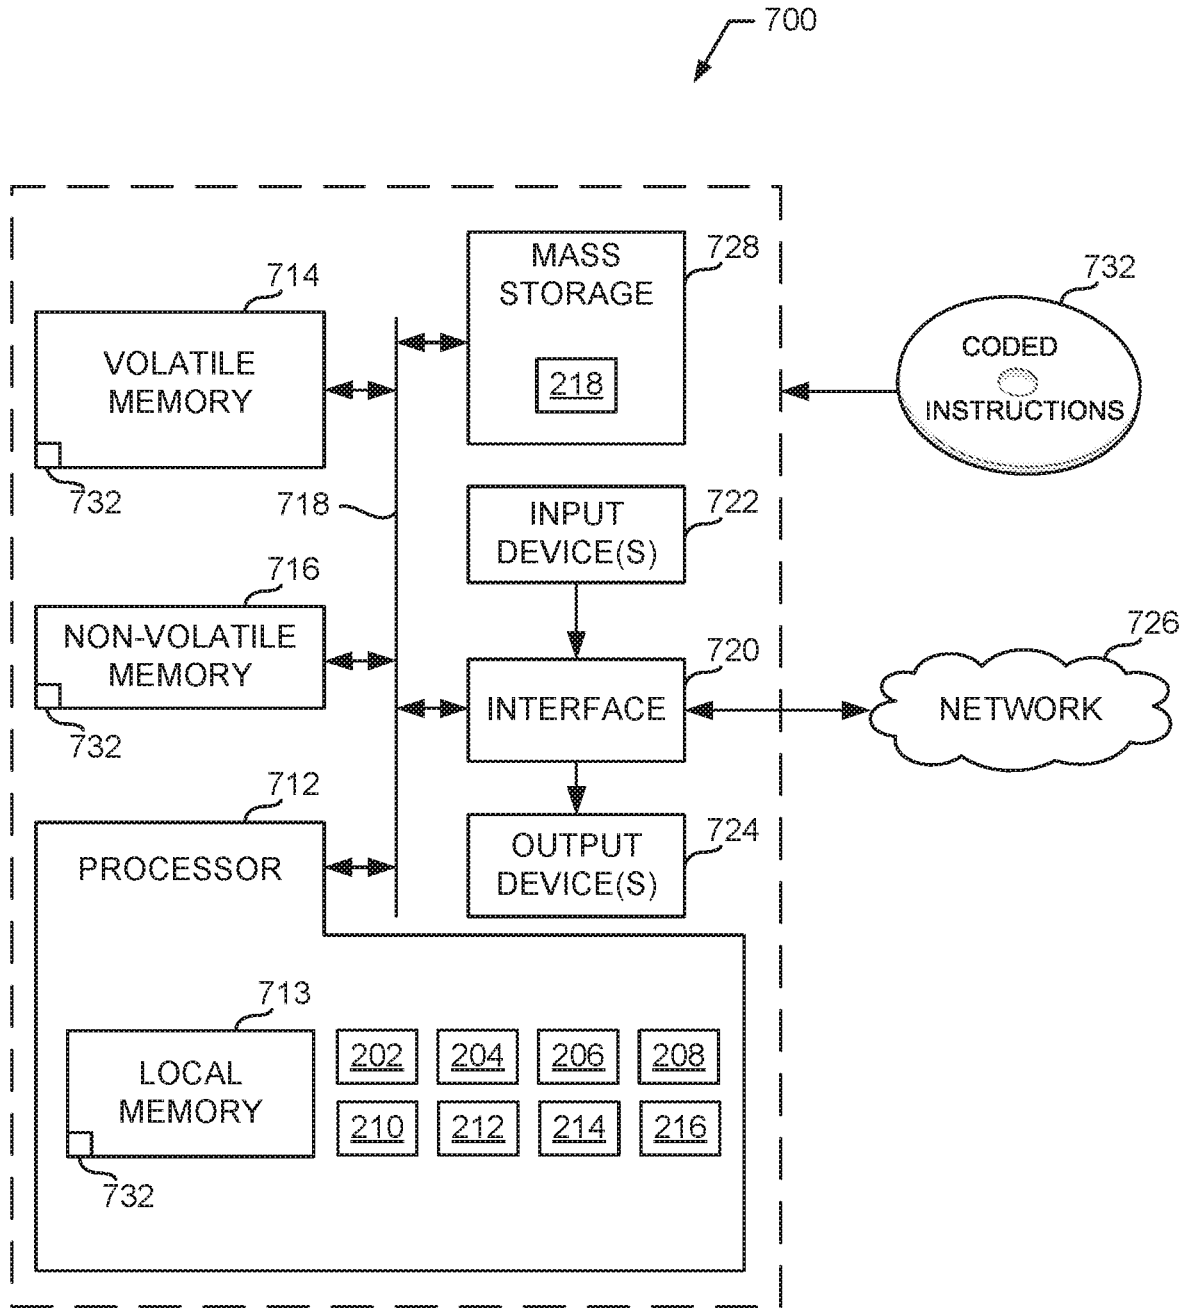 700
714
VOLATILE
MEMORY
732
MASS
STORAGE
728
218
732
CODED
INSTRUCTIONS
718
INPUT
DEVICE(S)
722
716
NON-VOLATILE
MEMORY
732
INTERFACE
720
NETWORK
726
712
PROCESSOR
OUTPUT
DEVICE(S)
724
713
LOCAL
MEMORY
732
202 204 206 208
210 212 214 216